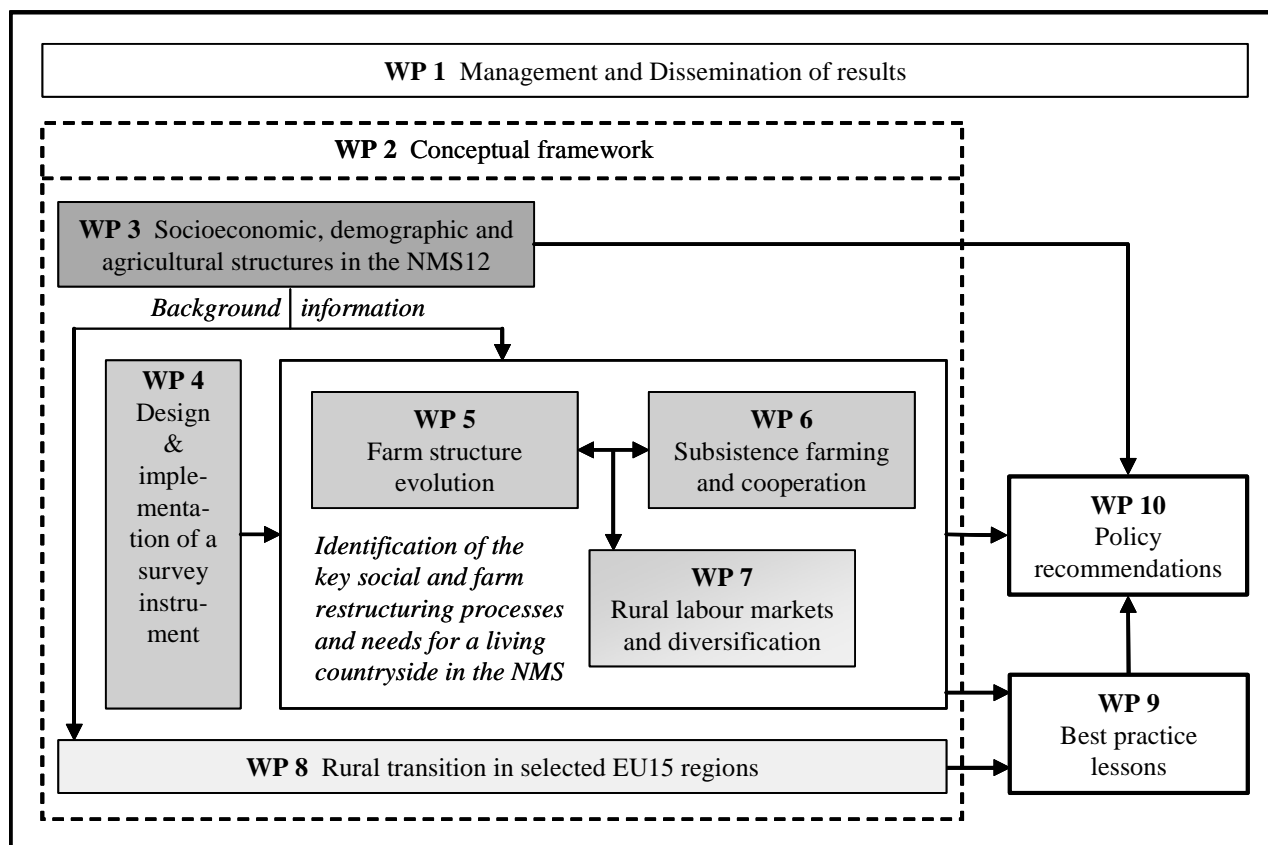 WP 1 Management and Dissemination of results
WP 2 Conceptual framework
WP 3 Socioeconomic, demographic and
agricultural structures in the NMS12
Background information
WP 4
Design
&
imple-
menta-
tion of a
survey
instru-
ment
WP 5
Farm structure
evolution
WP 6
Subsistence farming
and cooperation
Identification of the
key social and farm
restructuring processes
and needs for a living
countryside in the NMS
WP 7
Rural labour markets
and diversification
WP 8 Rural transition in selected EU15 regions
WP 10
Policy
recommendations
WP 9
Best practice
lessons